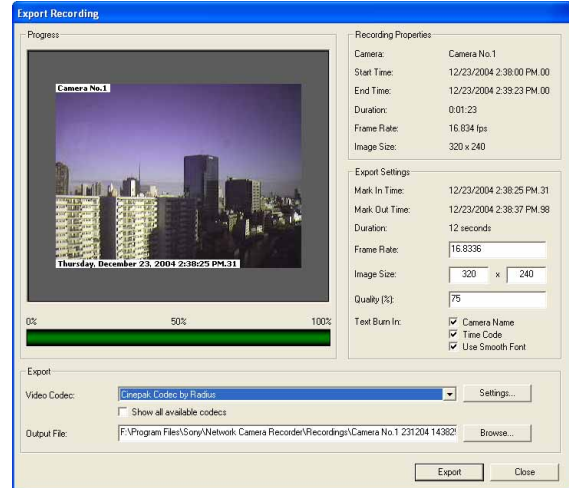 Export Recording
Progress
Camera No.1
Thursday, December 23, 2004 2:38:25 PM.31
0% 50% 100%
Recording Properties
Camera: Camera No.1
Start Time: 12/23/2004 2:38:00 PM.00
End Time: 12/23/2004 2:39:23 PM.00
Duration: 0:01:23
Frame Rate: 16.834 fps
Image Size: 320 x 240
Export Settings
Mark In Time: 12/23/2004 2:38:25 PM.31
Mark Out Time: 12/23/2004 2:38:37 PM.98
Duration: 12 seconds
Frame Rate: 16.8336
Image Size: 320 x 240
Quality (%): 75
Text Burn In: Camera Name
Time Code
Use Smooth Font
Export
Video Codec: Cinepak Codec by Radius Settings...
Show all available codecs
Output File: F:\Program Files\Sony\Network Camera Recorder\Recordings\Camera No.1 231204 14382 Browse...
Export Close